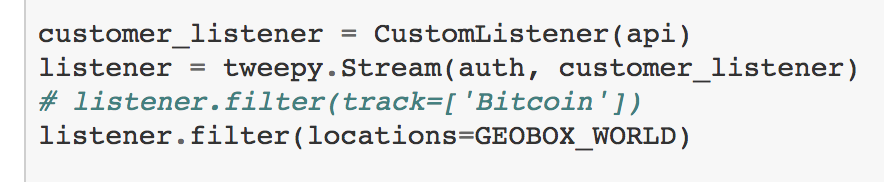 customer_listener = CustomListener(api)
listener = tweepy.Stream(auth, customer_listener)
# listener.filter(track=['Bitcoin'])
listener.filter(locations=GEOBOX_WORLD)